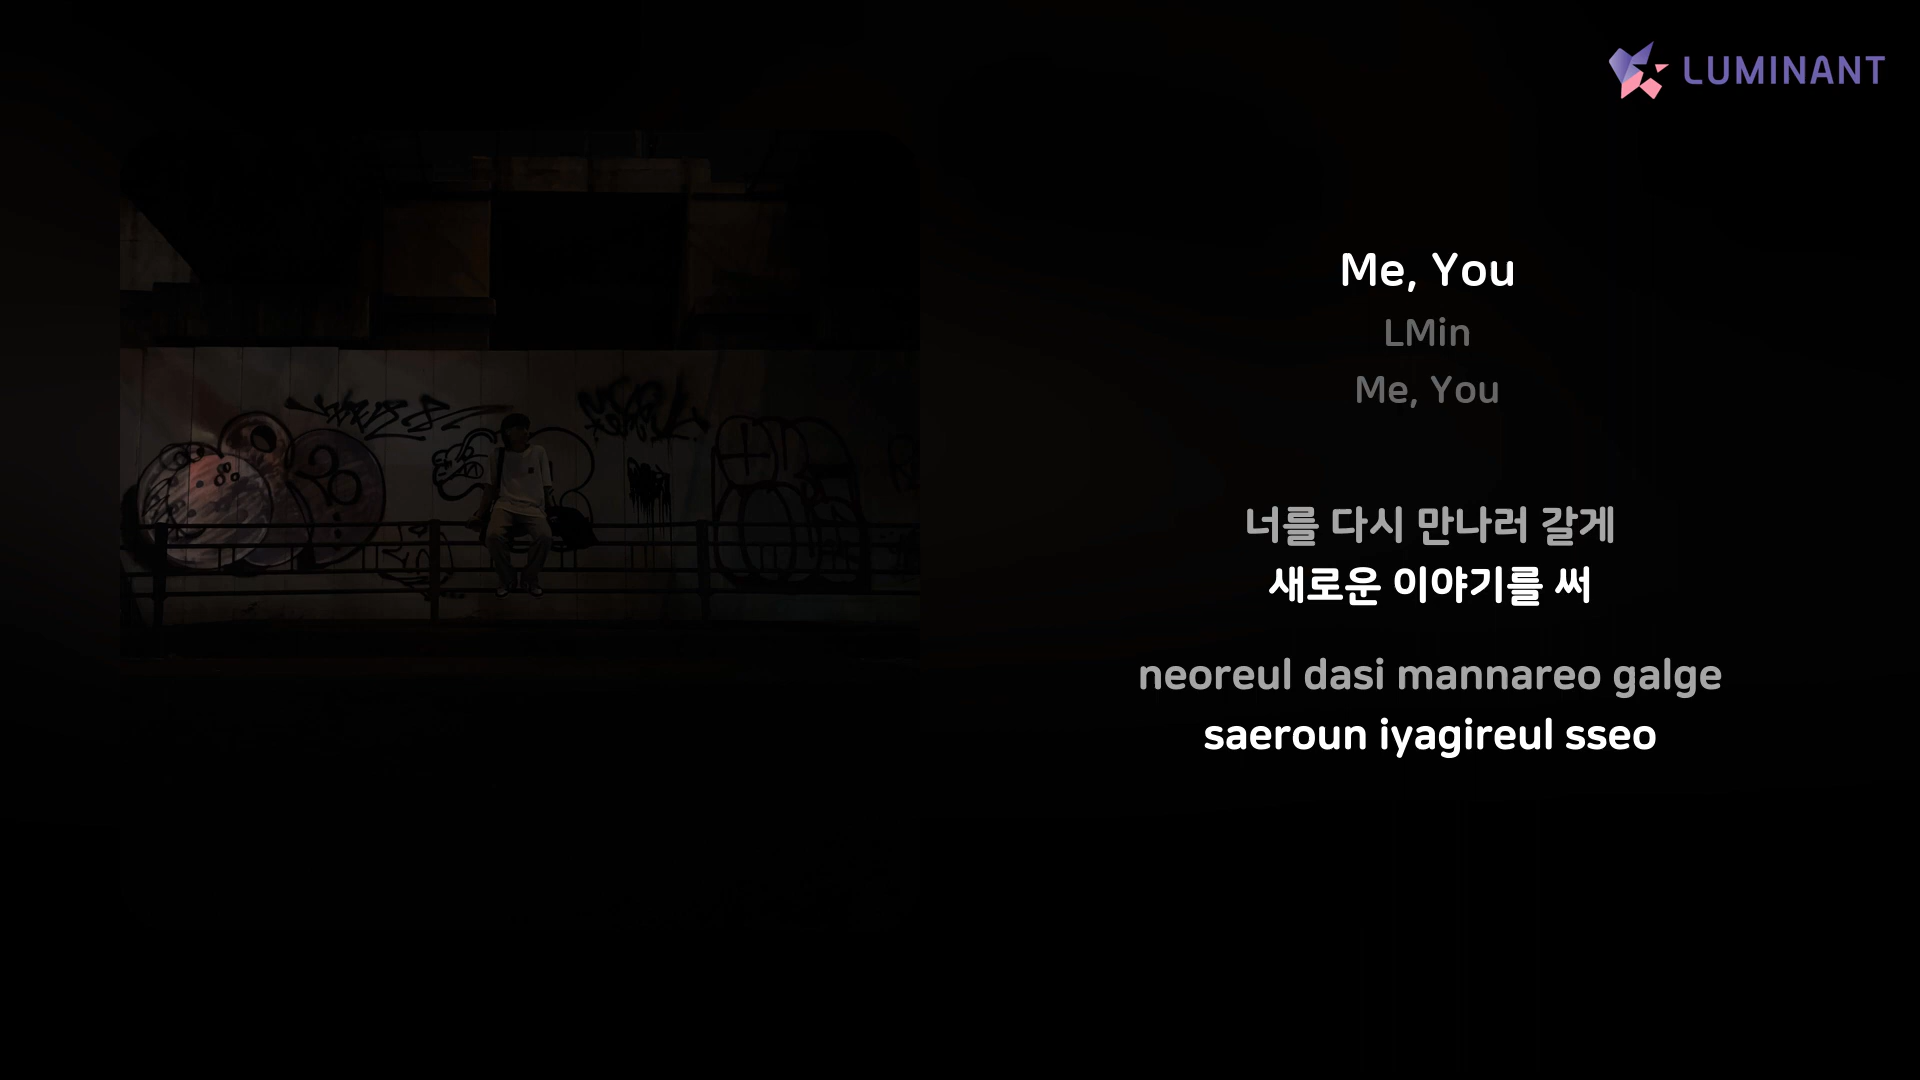 LUMINANT
Me, You
LMin
Me, You
너를 다시 만나러 갈게
새로운 이야기를 써
neoreul dasi mannareo galge
saeroun iyagireul sseo